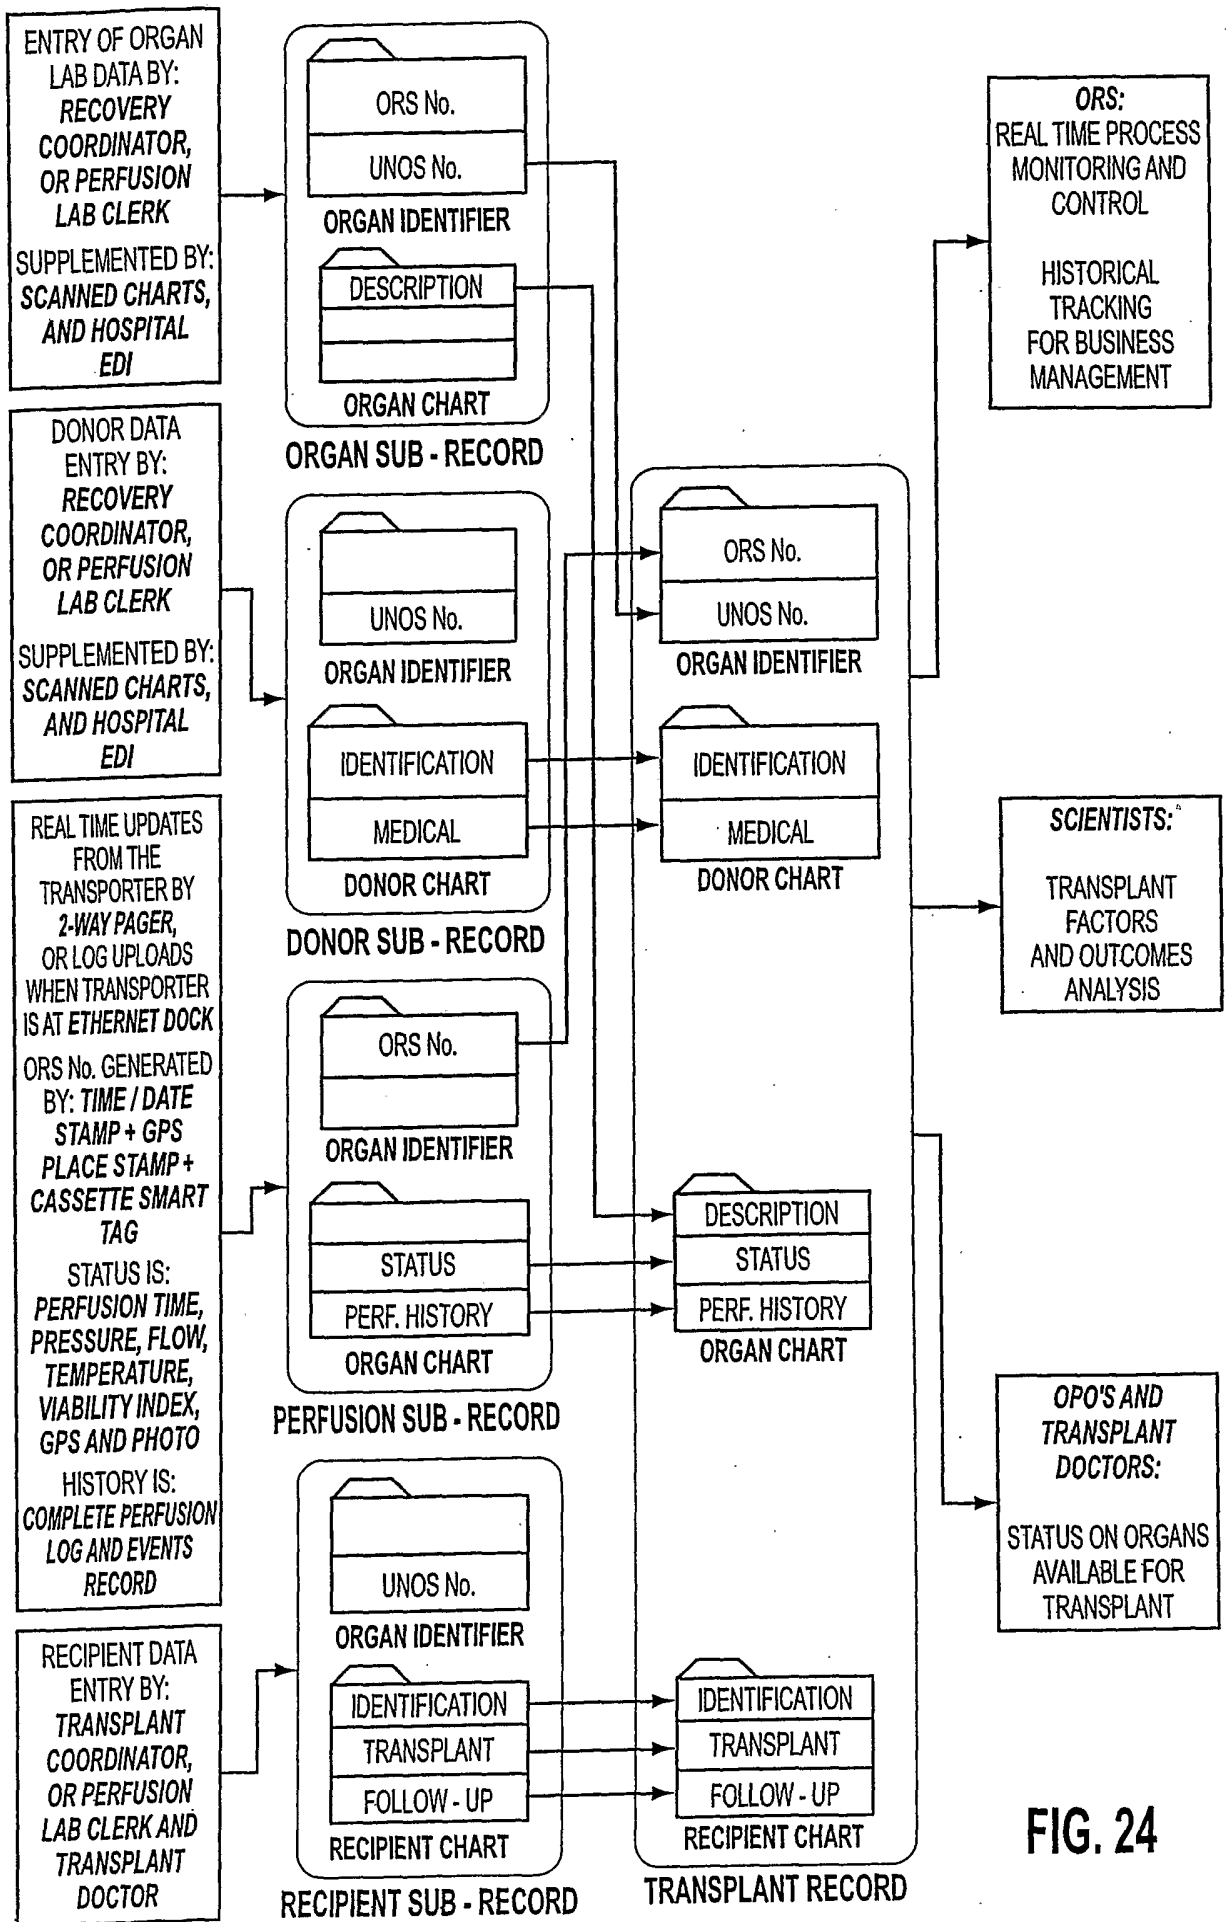 ENTRY OF ORGAN
LAB DATA BY:
RECOVERY
COORDINATOR,
OR PERFUSION
LAB CLERK
SUPPLEMENTED BY:
SCANNED CHARTS,
AND HOSPITAL
EDI
DONOR DATA
ENTRY BY:
RECOVERY
COORDINATOR,
OR PERFUSION
LAB CLERK
SUPPLEMENTED BY:
SCANNED CHARTS,
AND HOSPITAL
EDI
REAL TIME UPDATES
FROM THE
TRANSPORTER BY
2-WAY PAGER,
OR LOG UPLOADS
WHEN TRANSPORTER
IS AT ETHERNET DOCK
ORS No. GENERATED
BY: TIME / DATE
STAMP + GPS
PLACE STAMP +
CASSETTE SMART
TAG
STATUS IS:
PERFUSION TIME,
PRESSURE, FLOW,
TEMPERATURE,
VIABILITY INDEX,
GPS AND PHOTO
HISTORY IS:
COMPLETE PERFUSION
LOG AND EVENTS
RECORD
RECIPIENT DATA
ENTRY BY:
TRANSPLANT
COORDINATOR,
OR PERFUSION
LAB CLERK AND
TRANSPLANT
DOCTOR
ORS No.
UNOS No.
ORGAN IDENTIFIER
DESCRIPTION
ORGAN CHART
ORGAN SUB - RECORD
UNOS No.
ORGAN IDENTIFIER
IDENTIFICATION
MEDICAL
DONOR CHART
DONOR SUB - RECORD
ORS No.
ORGAN IDENTIFIER
STATUS
PERF. HISTORY
ORGAN CHART
PERFUSION SUB - RECORD
UNOS No.
ORGAN IDENTIFIER
IDENTIFICATION
TRANSPLANT
FOLLOW - UP
RECIPIENT CHART
RECIPIENT SUB - RECORD
ORS No.
UNOS No.
ORGAN IDENTIFIER
IDENTIFICATION
MEDICAL
DONOR CHART
DESCRIPTION
STATUS
PERF. HISTORY
ORGAN CHART
IDENTIFICATION
TRANSPLANT
FOLLOW - UP
RECIPIENT CHART
TRANSPLANT RECORD
ORS:
REAL TIME PROCESS
MONITORING AND
CONTROL
HISTORICAL
TRACKING
FOR BUSINESS
MANAGEMENT
SCIENTISTS:
TRANSPLANT
FACTORS
AND OUTCOMES
ANALYSIS
OPO'S AND
TRANSPLANT
DOCTORS:
STATUS ON ORGANS
AVAILABLE FOR
TRANSPLANT
FIG. 24